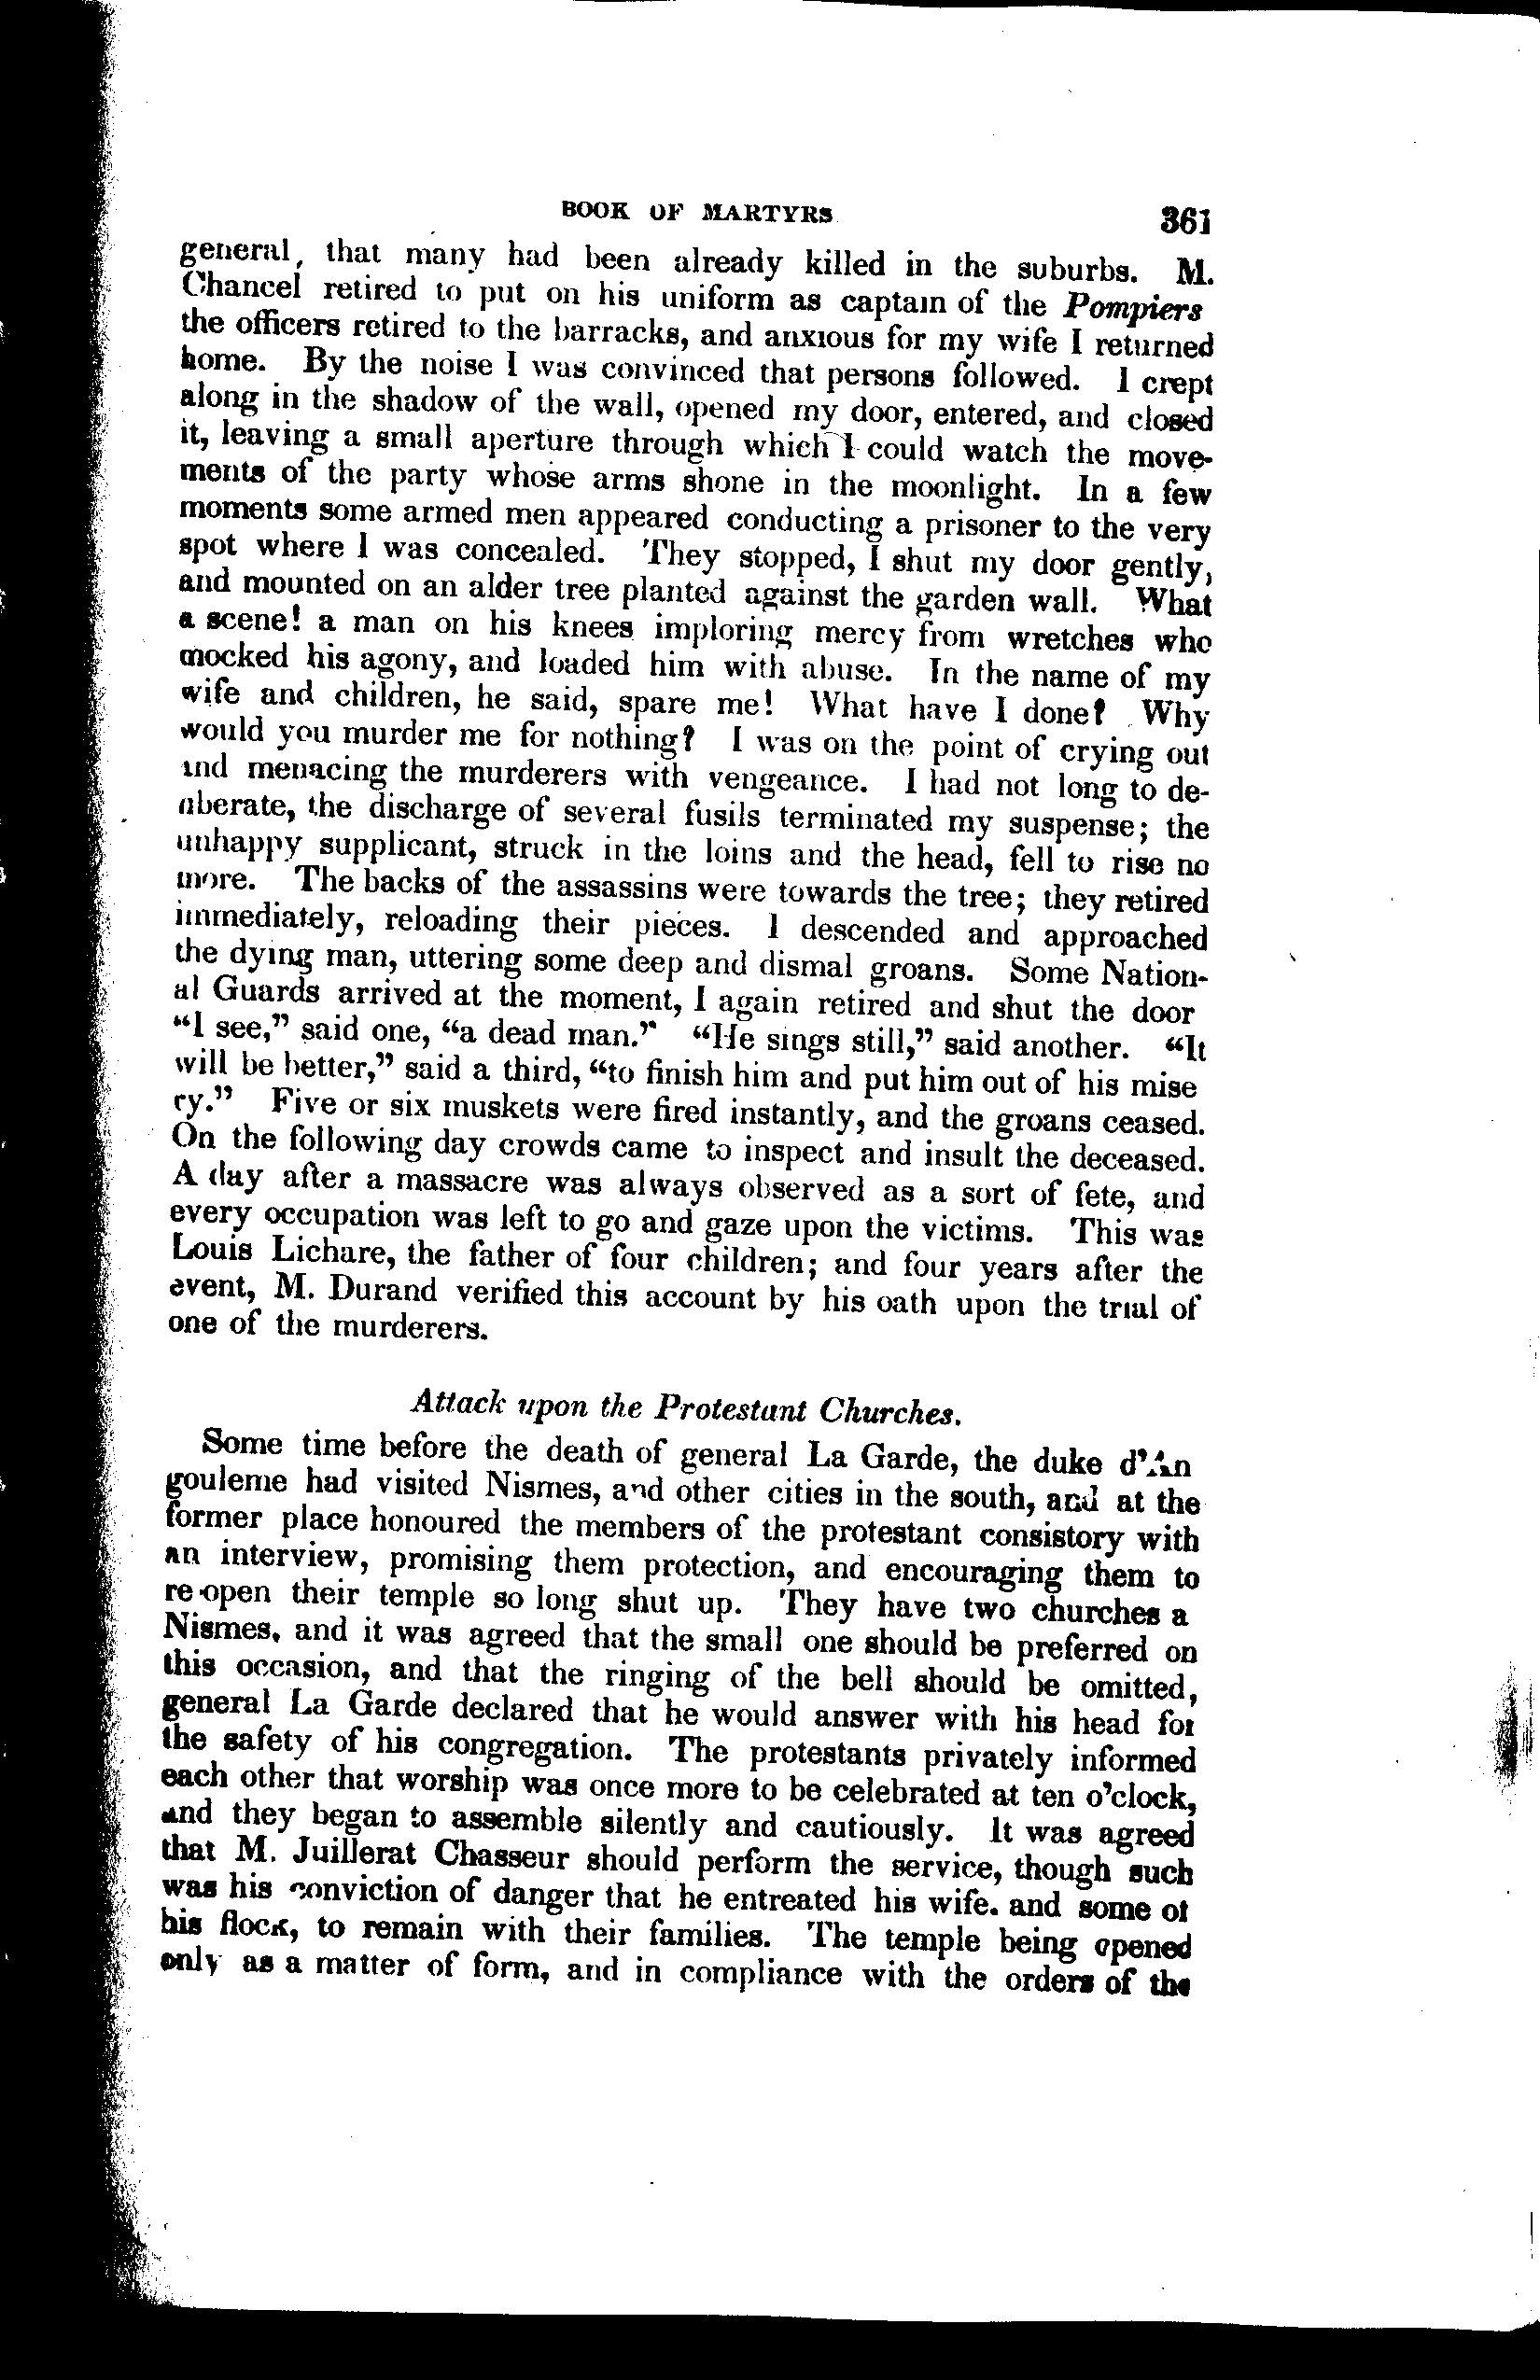 BOOK OF MARTYRS 361
general, that many had been already killed in the suburbs. M.
Chancel retired to put on his uniform as captain of the Pompiers
the officers retired to the barracks, and anxious for my wife I returned
home. By the noise I was convinced that persons followed. I crept
along in the shadow of the wall, opened my door, entered, and closed
it, leaving a small aperture through which I could watch the move-
ments of the party whose arms shone in the moonlight. In a few
moments some armed men appeared conducting a prisoner to the very
spot where I was concealed. They stopped, I shut my door gently,
and mounted on an alder tree planted against the garden wall. What
a scene! a man on his knees imploring mercy from wretches who
mocked his agony, and loaded him with abuse. In the name of my
wife and children, he said, spare me! What have I done? Why
would you murder me for nothing? I was on the point of crying out
and menacing the murderers with vengeance. I had not long to de-
liberate, the discharge of several fusils terminated my suspense; the
unhappy supplicant, struck in the loins and the head, fell to rise no
more. The backs of the assassins were towards the tree; they retired
immediately, reloading their pieces. I descended and approached
the dying man, uttering some deep and dismal groans. Some Nation-
al Guards arrived at the moment, I again retired and shut the door
“I see,” said one, “a dead man.” “He sings still,” said another. “It
will be better,” said a third, “to finish him and put him out of his mise
ry.” Five or six muskets were fired instantly, and the groans ceased.
On the following day crowds came to inspect and insult the deceased.
A day after a massacre was always observed as a sort of fete, and
every occupation was left to go and gaze upon the victims. This was
Louis Lichare, the father of four children; and four years after the
event, M. Durand verified this account by his oath upon the trial of
one of the murderers.
Attack upon the Protestant Churches.
Some time before the death of general La Garde, the duke d’An
gouleme had visited Nismes, and other cities in the south, and at the
former place honoured the members of the protestant consistory with
an interview, promising them protection, and encouraging them to
re-open their temple so long shut up. They have two churches a
Nismes, and it was agreed that the small one should be preferred on
this occasion, and that the ringing of the bell should be omitted,
general La Garde declared that he would answer with his head for
the safety of his congregation. The protestants privately informed
each other that worship was once more to be celebrated at ten o’clock,
and they began to assemble silently and cautiously. It was agreed
that M. Juillerat Chasseur should perform the service, though such
was his conviction of danger that he entreated his wife. and some of
his flock, to remain with their families. The temple being opened
only as a matter of form, and in compliance with the orders of the